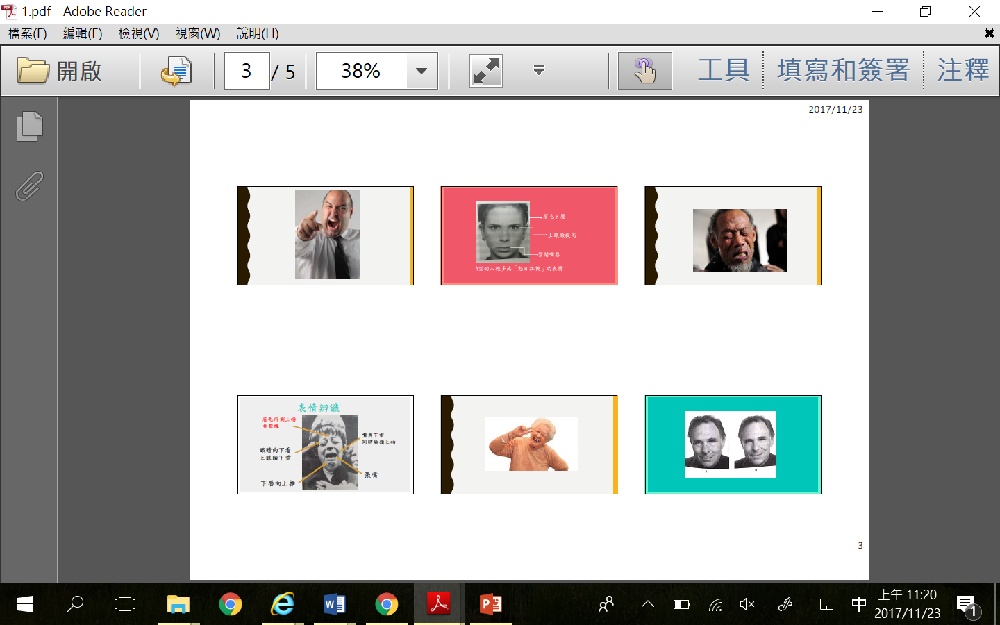 1.pdf - Adobe Reader
檔案(F) 編輯(E) 檢視(V) 視窗(W) 說明(H)
開啟 3 / 5 38% 工具 填寫和簽署 注釋
2017/11/23
眉毛下壓
上眼瞼提高
緊閉嘴唇
A型的人較多此「怒目注視」的表情
表情辨識
眉毛內側上揚
並聚攏
嘴角下垂
同時臉頰上抬
眼睛向下看
上眼瞼下垂
下唇向上推
張嘴
A
B
3
中
上午 11:20
2017/11/23
1